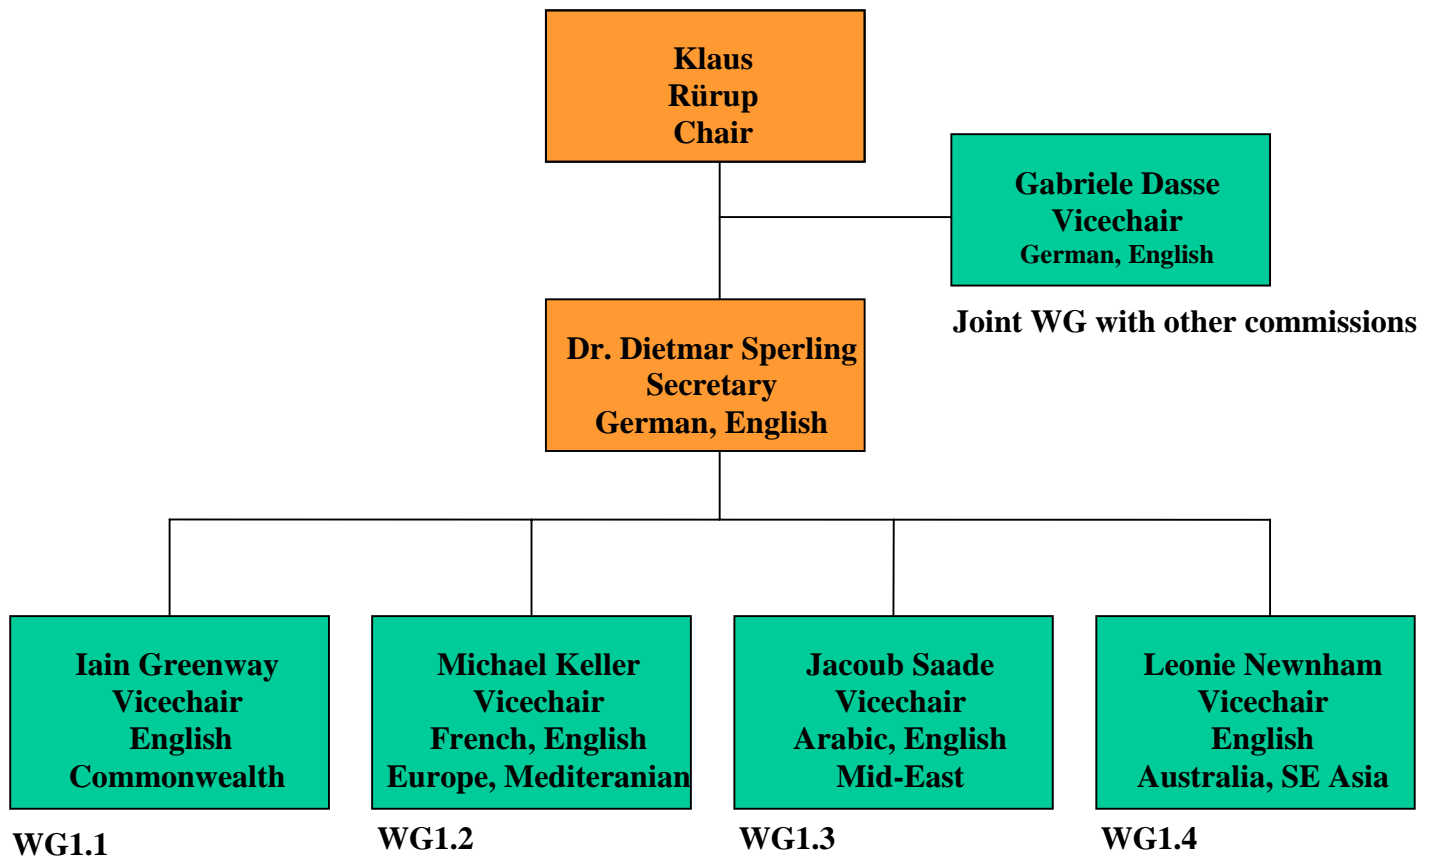 Klaus
Rürup
Chair
Gabriele Dasse
Vicechair
German, English
Joint WG with other commissions
Dr. Dietmar Sperling
Secretary
German, English
Iain Greenway
Vicechair
English
Commonwealth
WG1.1
Michael Keller
Vicechair
French, English
Europe, Mediteranian
WG1.2
Jacoub Saade
Vicechair
Arabic, English
Mid-East
WG1.3
Leonie Newnham
Vicechair
English
Australia, SE Asia
WG1.4